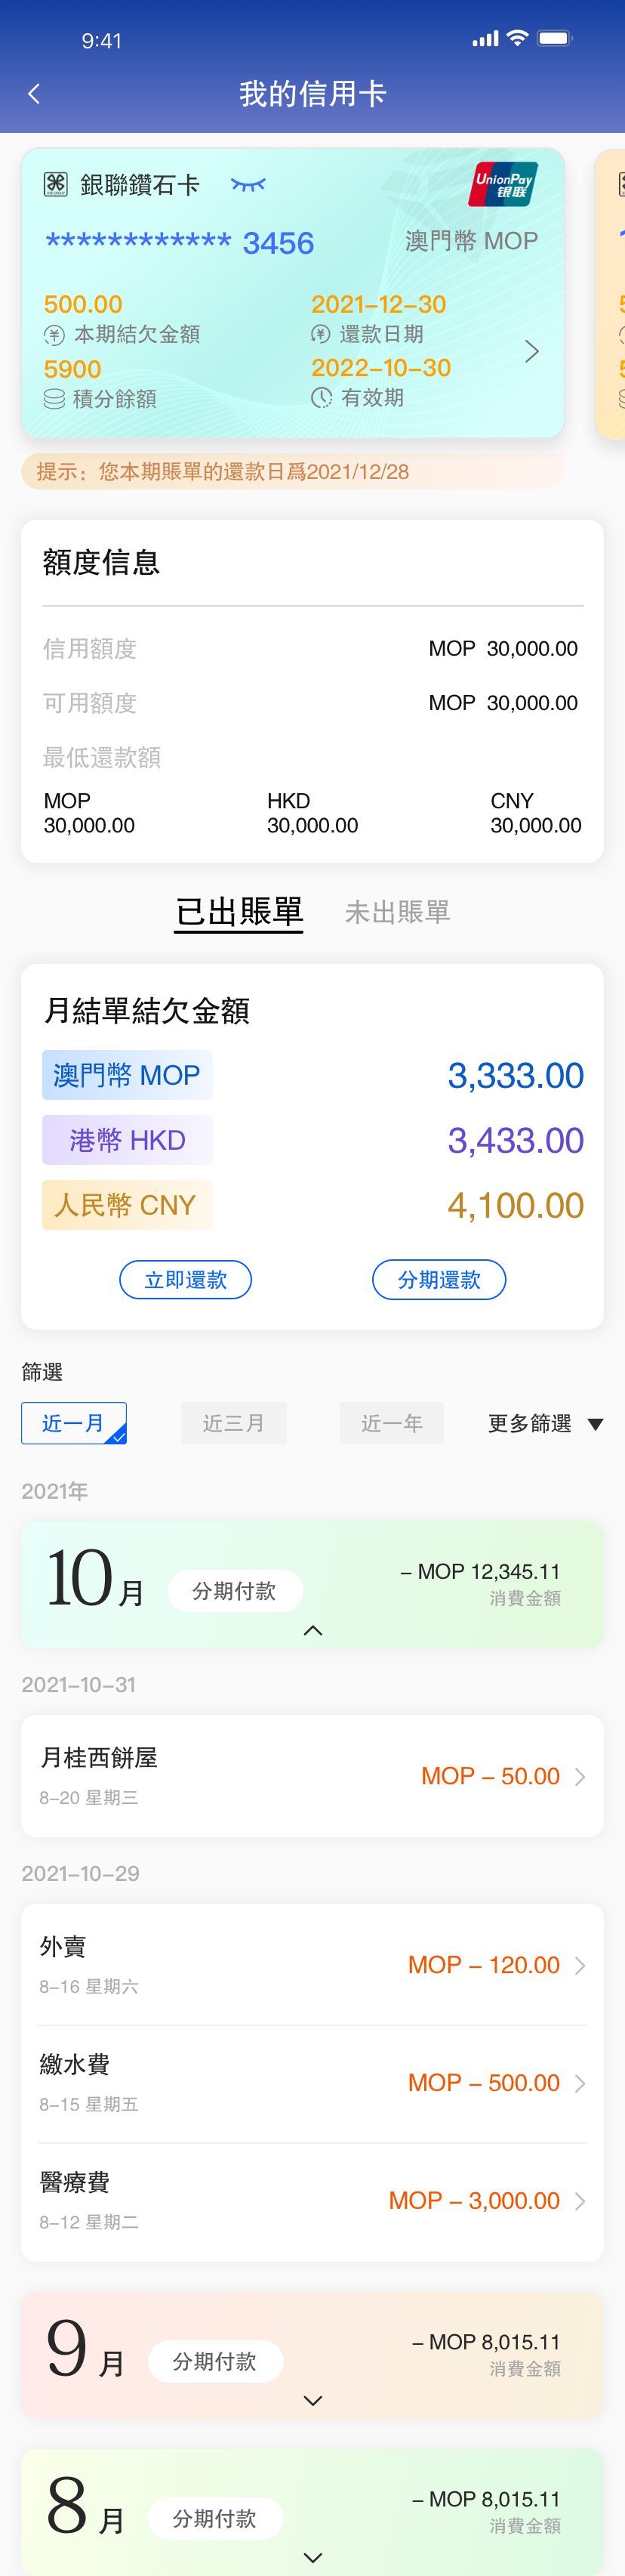 9:41
我的信用卡
銀聯鑽石卡
UnionPay
银联
************ 3456
澳門幣 MOP
500.00
2021-12-30
本期結欠金額
還款日期
5900
2022-10-30
積分餘額
有效期
提示：您本期賬單的還款日爲2021/12/28
額度信息
信用額度
MOP 30,000.00
可用額度
MOP 30,000.00
最低還款額
MOP
HKD
CNY
30,000.00
30,000.00
30,000.00
已出賬單
未出賬單
月結單結欠金額
澳門幣 MOP
3,333.00
港幣 HKD
3,433.00
人民幣 CNY
4,100.00
立即還款
分期還款
篩選
近一月
近三月
近一年
更多篩選
2021年
10月
分期付款
– MOP 12,345.11
消費金額
2021–10–31
月桂西餅屋
MOP – 50.00
8–20 星期三
2021–10–29
外賣
MOP – 120.00
8–16 星期六
繳水費
MOP – 500.00
8–15 星期五
醫療費
MOP – 3,000.00
8–12 星期二
9月
分期付款
– MOP 8,015.11
消費金額
8月
分期付款
– MOP 8,015.11
消費金額